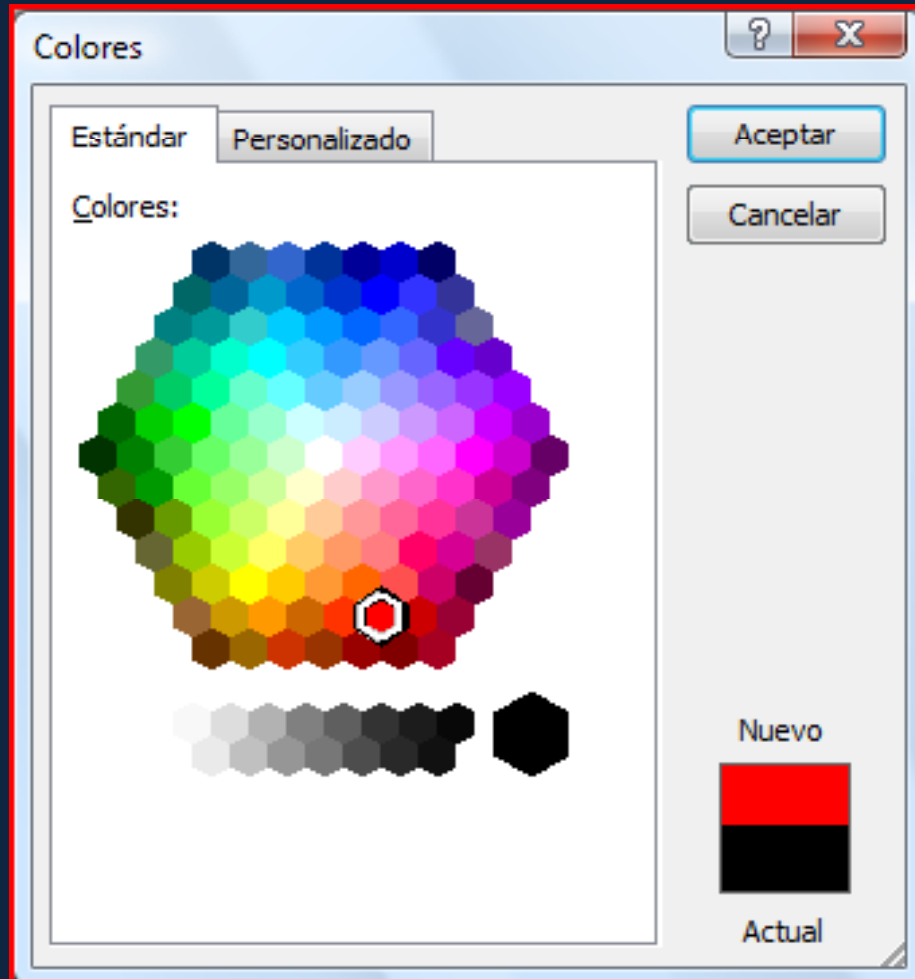 Colores
?
X
Estándar
Personalizado
Aceptar
Cancelar
Colores:
Nuevo
Actual